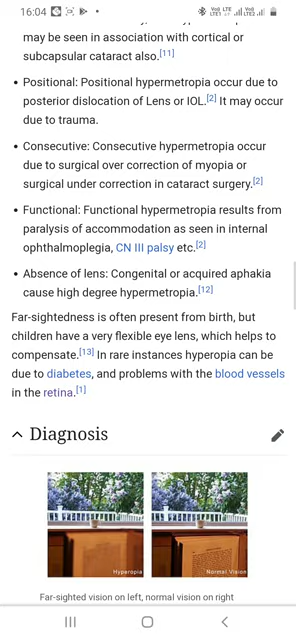 16:04
Vo) LTE
LTE1
Vo)
LTE2
may be seen in association with cortical or
subcapsular cataract also.[11]
• Positional: Positional hypermetropia occur due to
posterior dislocation of Lens or IOL.[2] It may occur
due to trauma.
• Consecutive: Consecutive hypermetropia occur
due to surgical over correction of myopia or
surgical under correction in cataract surgery.[2]
• Functional: Functional hypermetropia results from
paralysis of accommodation as seen in internal
ophthalmoplegia, CN III palsy etc.[2]
• Absence of lens: Congenital or acquired aphakia
cause high degree hypermetropia.[12]
Far-sightedness is often present from birth, but
children have a very flexible eye lens, which helps to
compensate.[13] In rare instances hyperopia can be
due to diabetes, and problems with the blood vessels
in the retina.[1]
Diagnosis
Hyperopia
Normal Vision
Far-sighted vision on left, normal vision on right